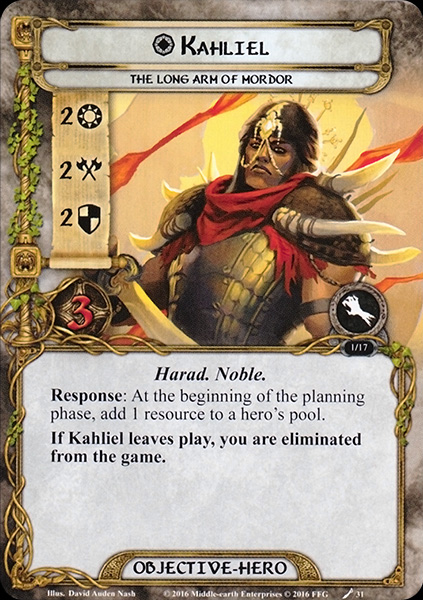 Kahliel
The Long Arm of Mordor
2
2
2
3
1/17
Harad. Noble.
Response: At the beginning of the planning
phase, add 1 resource to a hero's pool.
If Kahliel leaves play, you are eliminated
from the game.
Objective-Hero
Illus. David Auden Nash © 2016 Middle-earth Enterprises © 2016 FFG 31